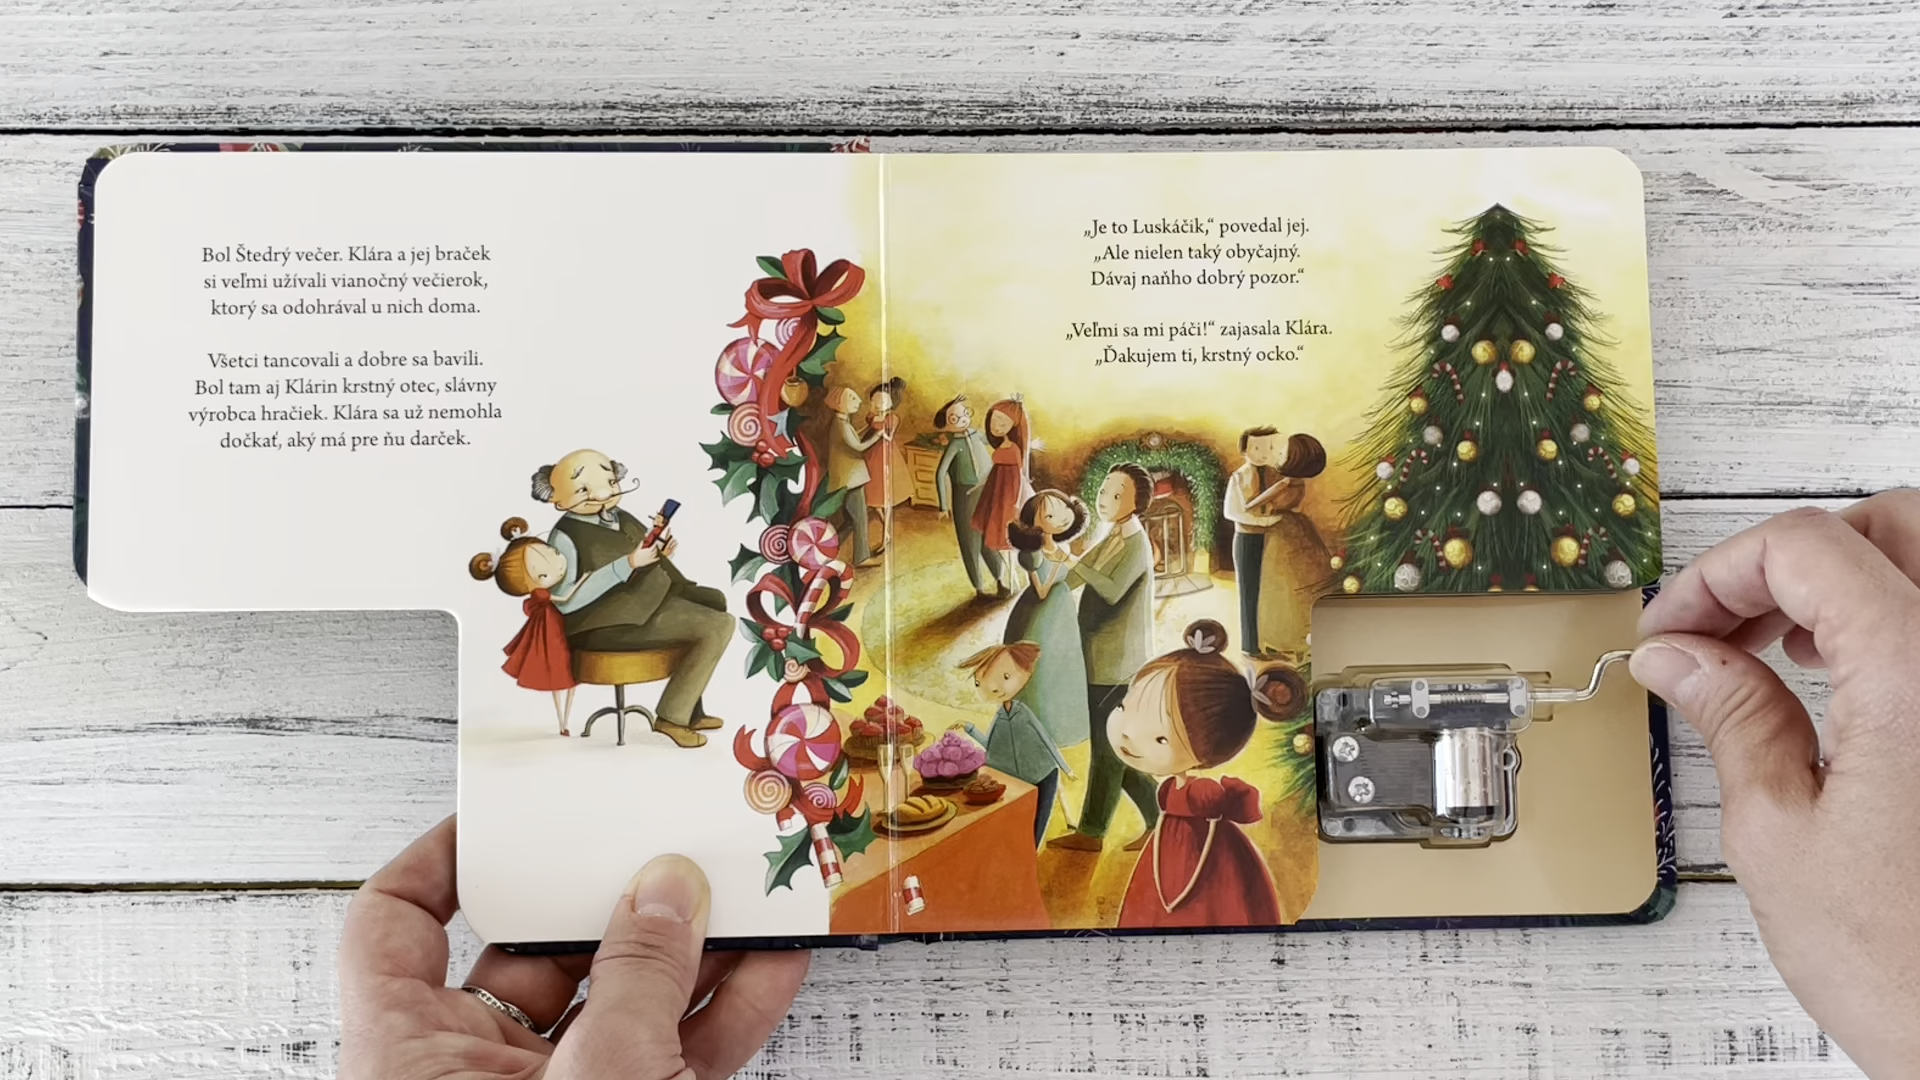 Bol Štedrý večer. Klára a jej braček
si veľmi užívali vianočný večierok,
ktorý sa odohrával u nich doma.
Všetci tancovali a dobre sa bavili.
Bol tam aj Klárin krstný otec, slávny
výrobca hračiek. Klára sa už nemohla
dočkať, aký má pre ňu darček.
„Je to Luskáčik,“ povedal jej.
„Ale nielen taký obyčajný.
Dávaj naňho dobrý pozor.“
„Veľmi sa mi páči!“ zajasala Klára.
„Ďakujem ti, krstný ocko.“